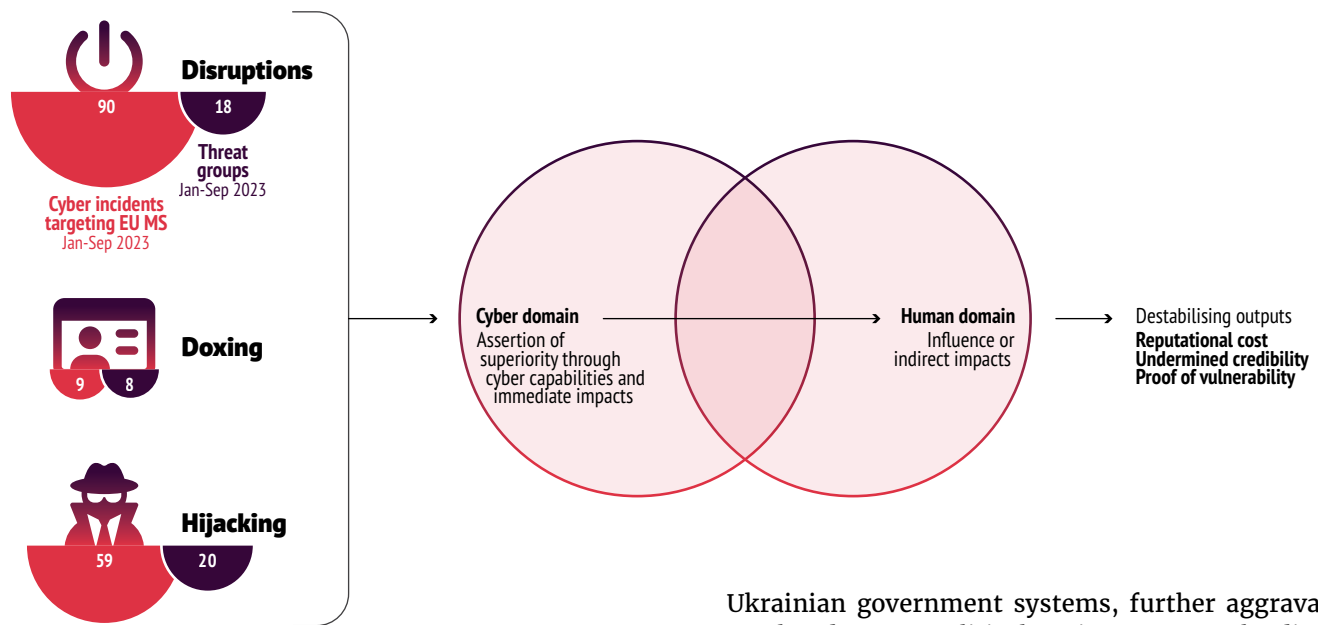 Disruptions
90
18
Threat
groups
Jan-Sep 2023
Cyber incidents
targeting EU MS
Jan-Sep 2023
Doxing
9
8
Hijacking
59
20
Cyber domain
Assertion of
superiority through
cyber capabilities and
immediate impacts
Human domain
Influence or
indirect impacts
Destabilising outputs
Reputational cost
Undermined credibility
Proof of vulnerability
Ukrainian government systems, further aggrava